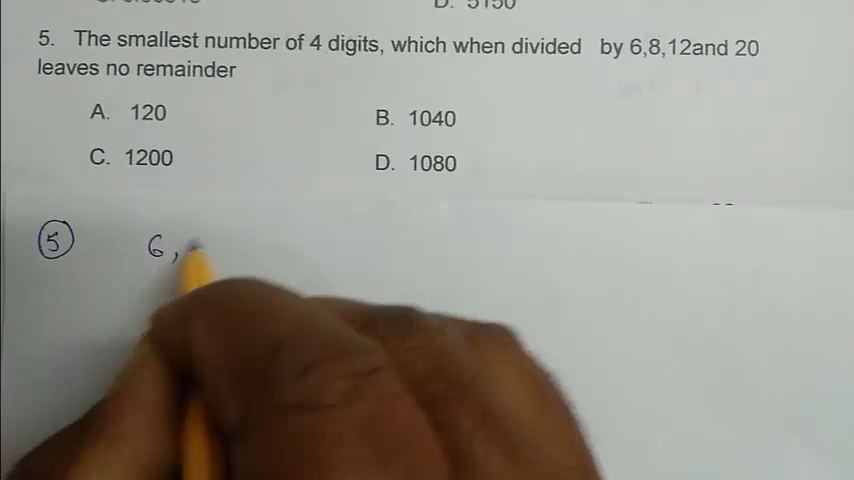 D. 5150
5. The smallest number of 4 digits, which when divided by 6,8,12and 20
leaves no remainder
A. 120
B. 1040
C. 1200
D. 1080
5 6,